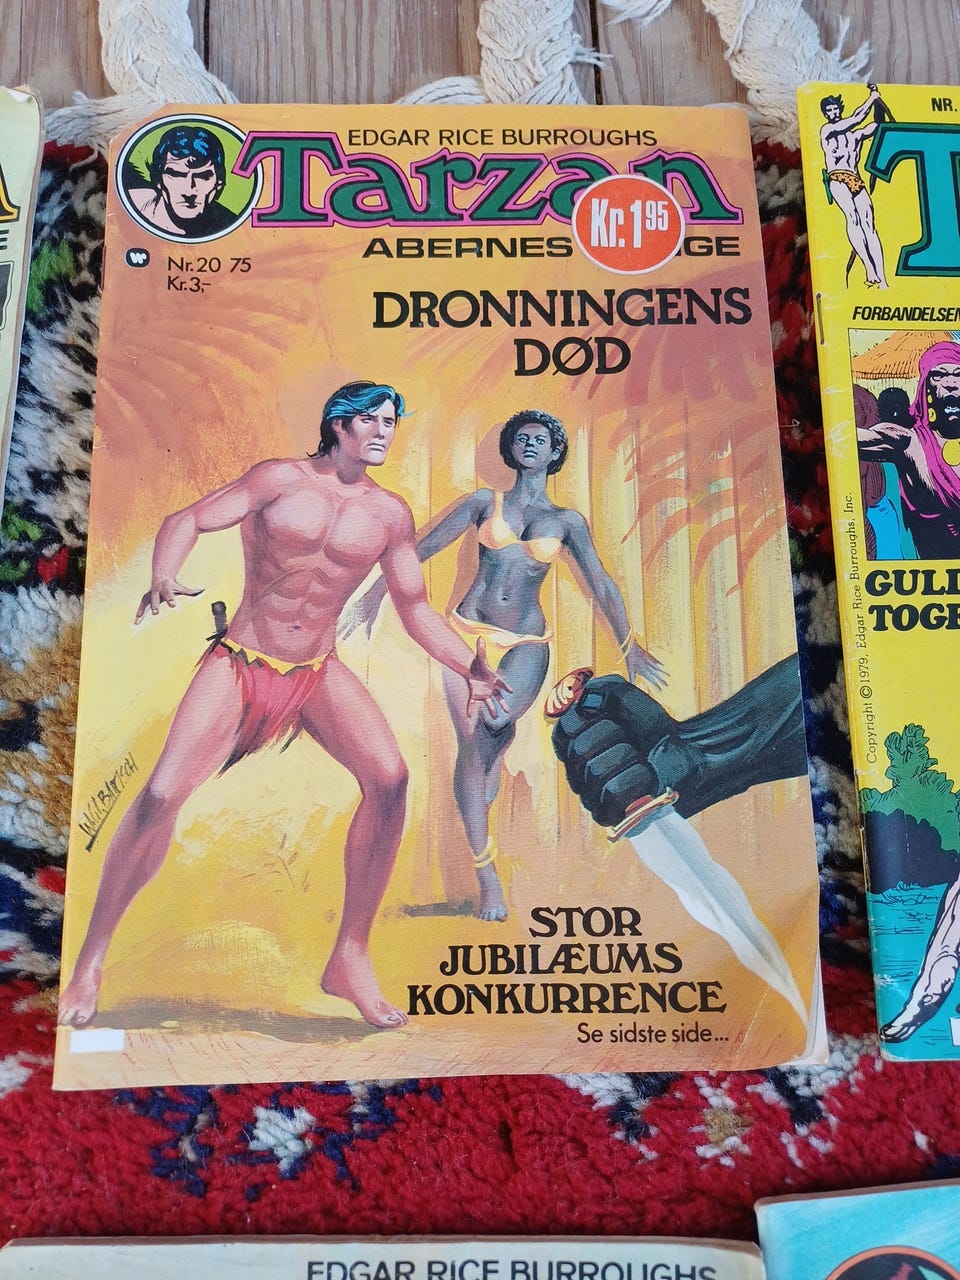 EDGAR RICE BURROUGHS
Tarzan
Kr. 1 95
ABERNES GE
Nr. 20 75
Kr. 3,-
DRONNINGENS
DØD
STOR
JUBILÆUMS
KONKURRENCE
Se sidste side...
NR.
T
FORBANDELSEN
Copyright © 1979, Edgar Rice Burroughs, Inc.
GULD
TOGE
EDGAR RICE BURROUGHS